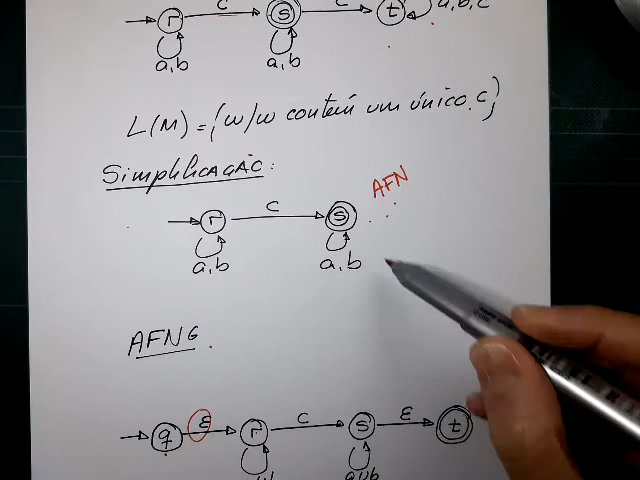 r c s c t a,b,c
a,b a,b
L(M) = { w/w contém um único c }
Simplificação:
AFN
r c s
a,b a,b
AFNG
q ε r c s ε t
a∪b